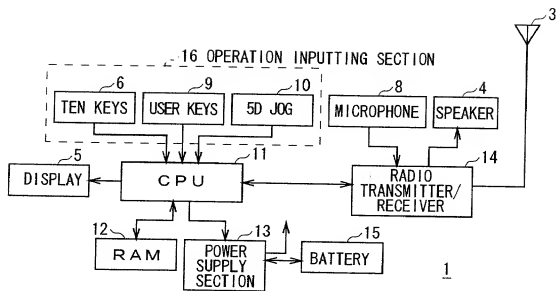 3
16 OPERATION INPUTTING SECTION
6
9
10
8
4
TEN KEYS
USER KEYS
5D JOG
MICROPHONE
SPEAKER
5
11
14
DISPLAY
CPU
RADIO
TRANSMITTER/
RECEIVER
12
13
15
RAM
POWER
SUPPLY
SECTION
BATTERY
1